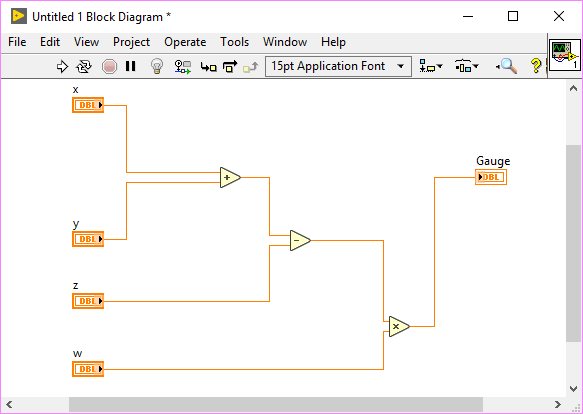 Untitled 1 Block Diagram *
File Edit View Project Operate Tools Window Help
15pt Application Font
? 1
x
DBL
+
Gauge
DBL
y
DBL
-
z
DBL
×
w
DBL